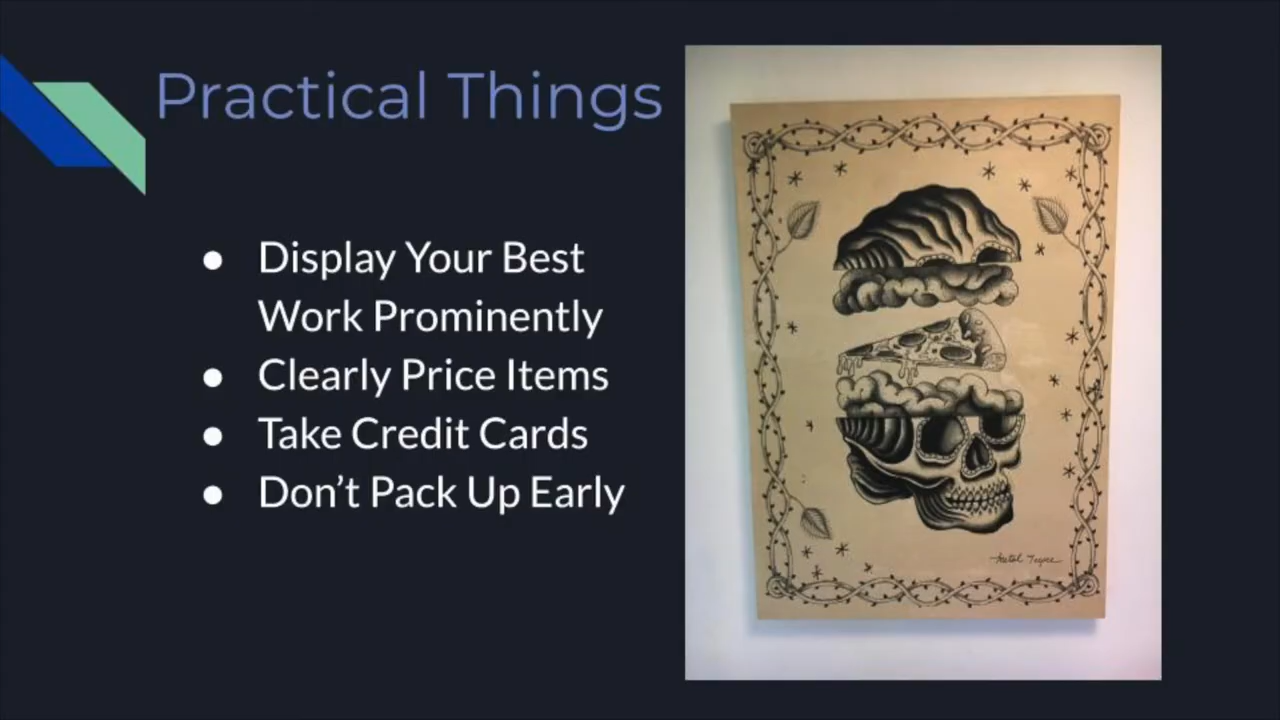 Practical Things
● Display Your Best
Work Prominently
● Clearly Price Items
● Take Credit Cards
● Don’t Pack Up Early